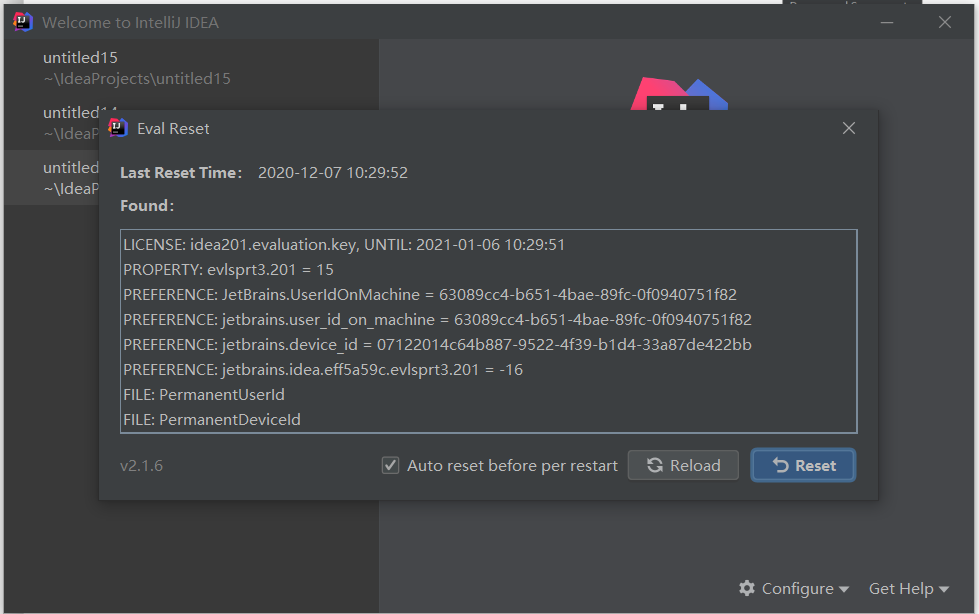 Welcome to IntelliJ IDEA
untitled15
~\IdeaProjects\untitled15
untitled14
~\IdeaP
untitled
~\IdeaP
Eval Reset
Last Reset Time: 2020-12-07 10:29:52
Found:
LICENSE: idea201.evaluation.key, UNTIL: 2021-01-06 10:29:51
PROPERTY: evlsprt3.201 = 15
PREFERENCE: JetBrains.UserIdOnMachine = 63089cc4-b651-4bae-89fc-0f0940751f82
PREFERENCE: jetbrains.user_id_on_machine = 63089cc4-b651-4bae-89fc-0f0940751f82
PREFERENCE: jetbrains.device_id = 07122014c64b887-9522-4f39-b1d4-33a87de422bb
PREFERENCE: jetbrains.idea.eff5a59c.evlsprt3.201 = -16
FILE: PermanentUserId
FILE: PermanentDeviceId
v2.1.6
Auto reset before per restart
Reload
Reset
Configure
Get Help